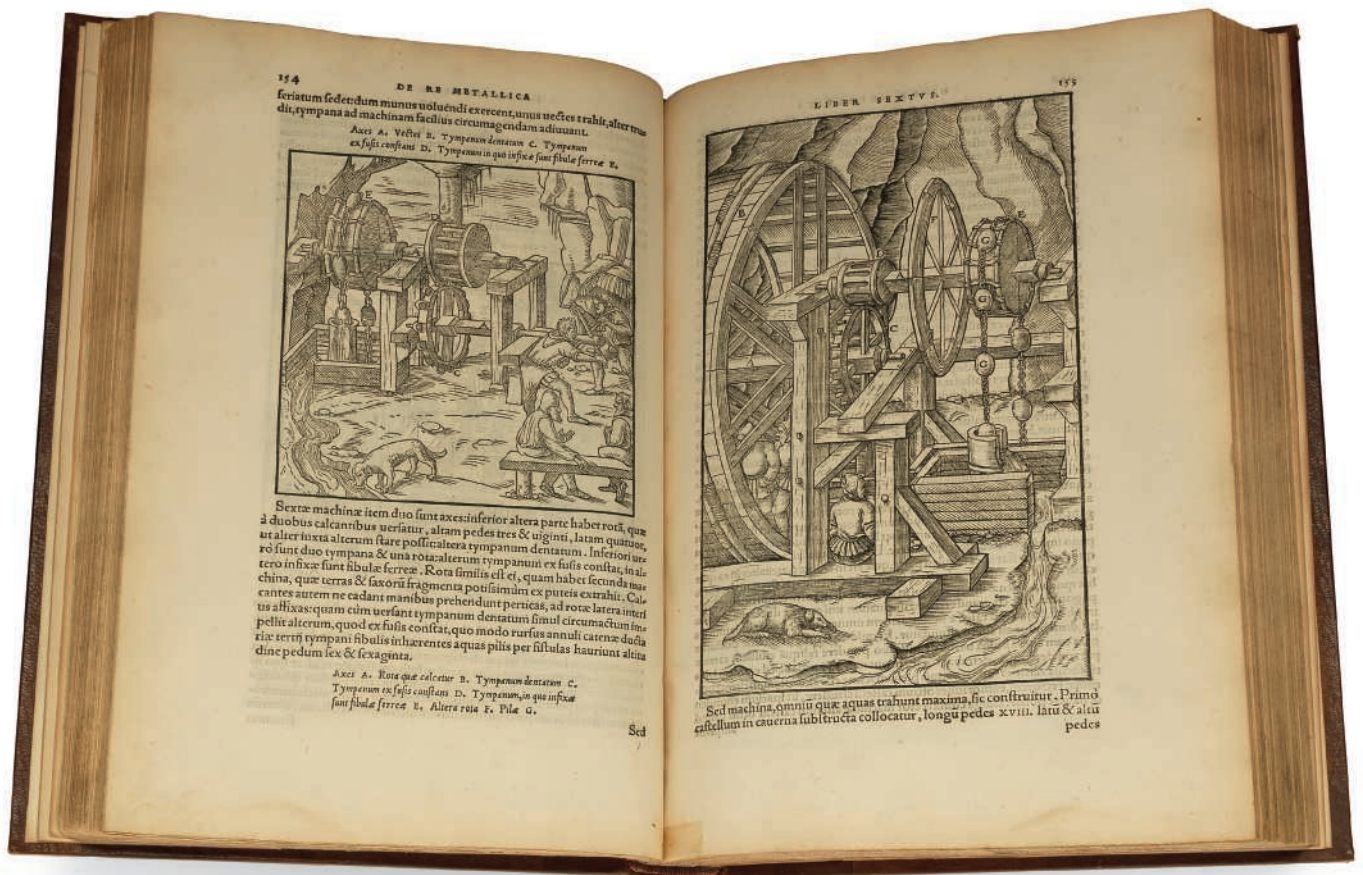 154
DE RE METALLICA
feriatum sedet: dum munus uoluendi exercent, unus uectes trahit, alter tru-
dit, tympana ad machinam facilius circumagendam adiuuant.
Axes A. Vectes B. Tympanum dentatum C. Tympanum
ex fusis constans D. Tympanum in quo infixæ sunt fibulæ ferreæ E.
E
Sextæ machinæ item duo sunt axes: inferior altera parte habet rotã, quæ
à duobus calcantibus uersatur, altam pedes tres & uiginti, latam quatuor,
ut alter iuxta alterum stare possit: altera tympanum dentatum. Inferiori ue-
rò sunt duo tympana & una rota: alterum tympanum ex fusis constat, in al-
tero infixæ sunt fibulæ ferreæ. Rota similis est ei, quam habet secunda ma-
china, quæ terras & saxorũ fragmenta potissimùm ex puteis extrahit. Cal-
cantes autem ne cadant manibus prehendunt perticas, ad rotæ latera interi
us affixas: quam cùm uersant tympanum dentatum simul circumactum im-
pellit alterum, quod ex fusis constat, quo modo rursus annuli catenæ ducta
riæ tertij tympani fibulis inhærentes aquas pilis per fistulas hauriunt altitu
dine pedum sex & sexaginta.
Axes A. Rota quæ calcatur B. Tympanum dentatum C.
Tympanum ex fusis constans D. Tympanum, in quo infixæ
sunt fibulæ ferreæ E. Altera rota F. Pilæ G.
Sed
LIBER SEXTVS.
155
B
E
G
G
C
G
Sed machina, omniũ quæ aquas trahunt maxima, sic construitur. Primò
castellum in cauerna substructa collocatur, longũ pedes XVIII. latũ & altũ
pedes